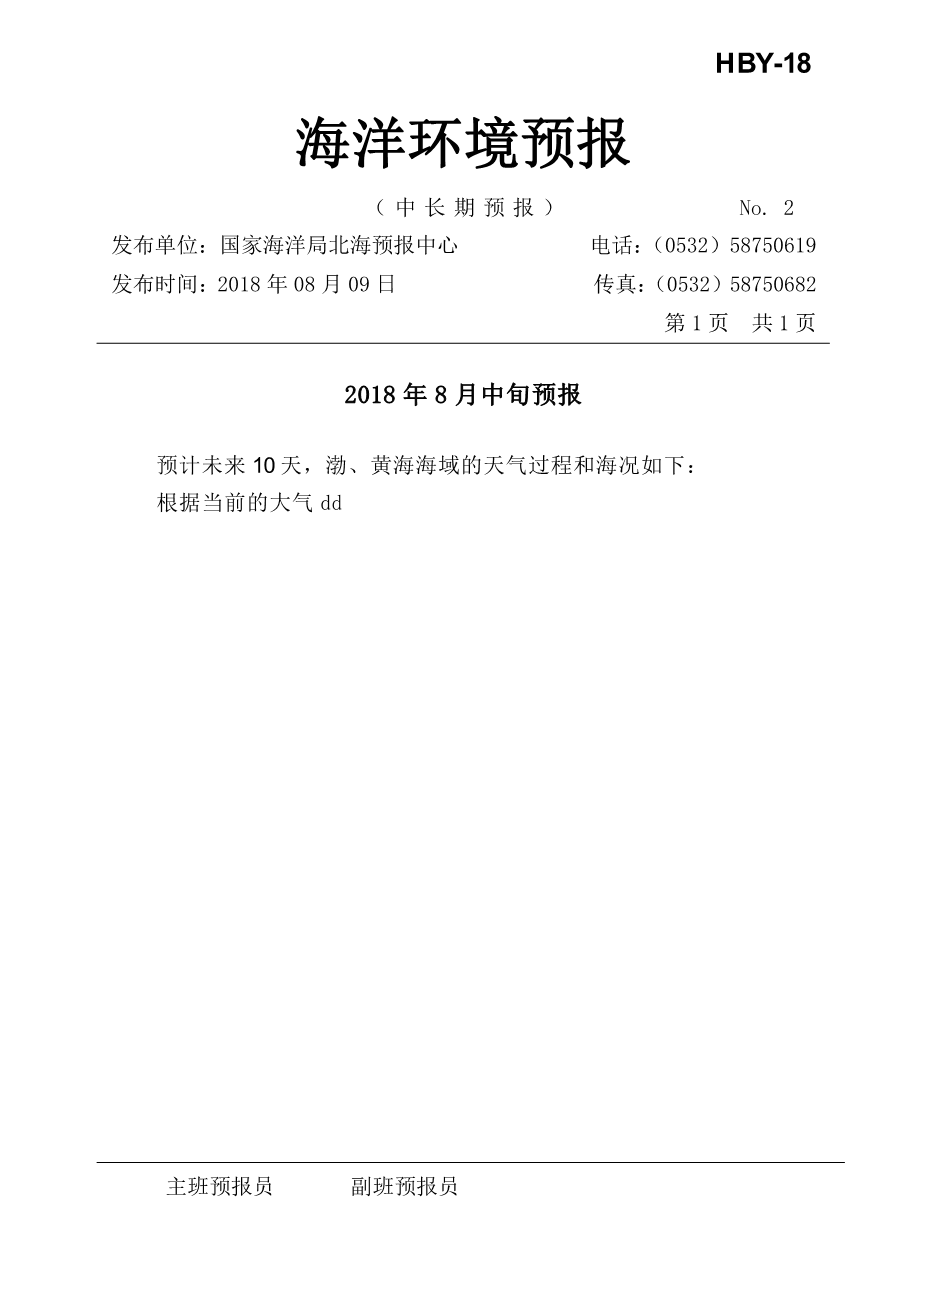 HBY-18
海洋环境预报
（中长期预报） No. 2
发布单位：国家海洋局北海预报中心 电话：（0532）58750619
发布时间：2018 年 08 月 09 日 传真：（0532）58750682
第 1 页 共 1 页
2018 年 8 月中旬预报
预计未来 10 天，渤、黄海海域的天气过程和海况如下：
根据当前的大气 dd
主班预报员 副班预报员